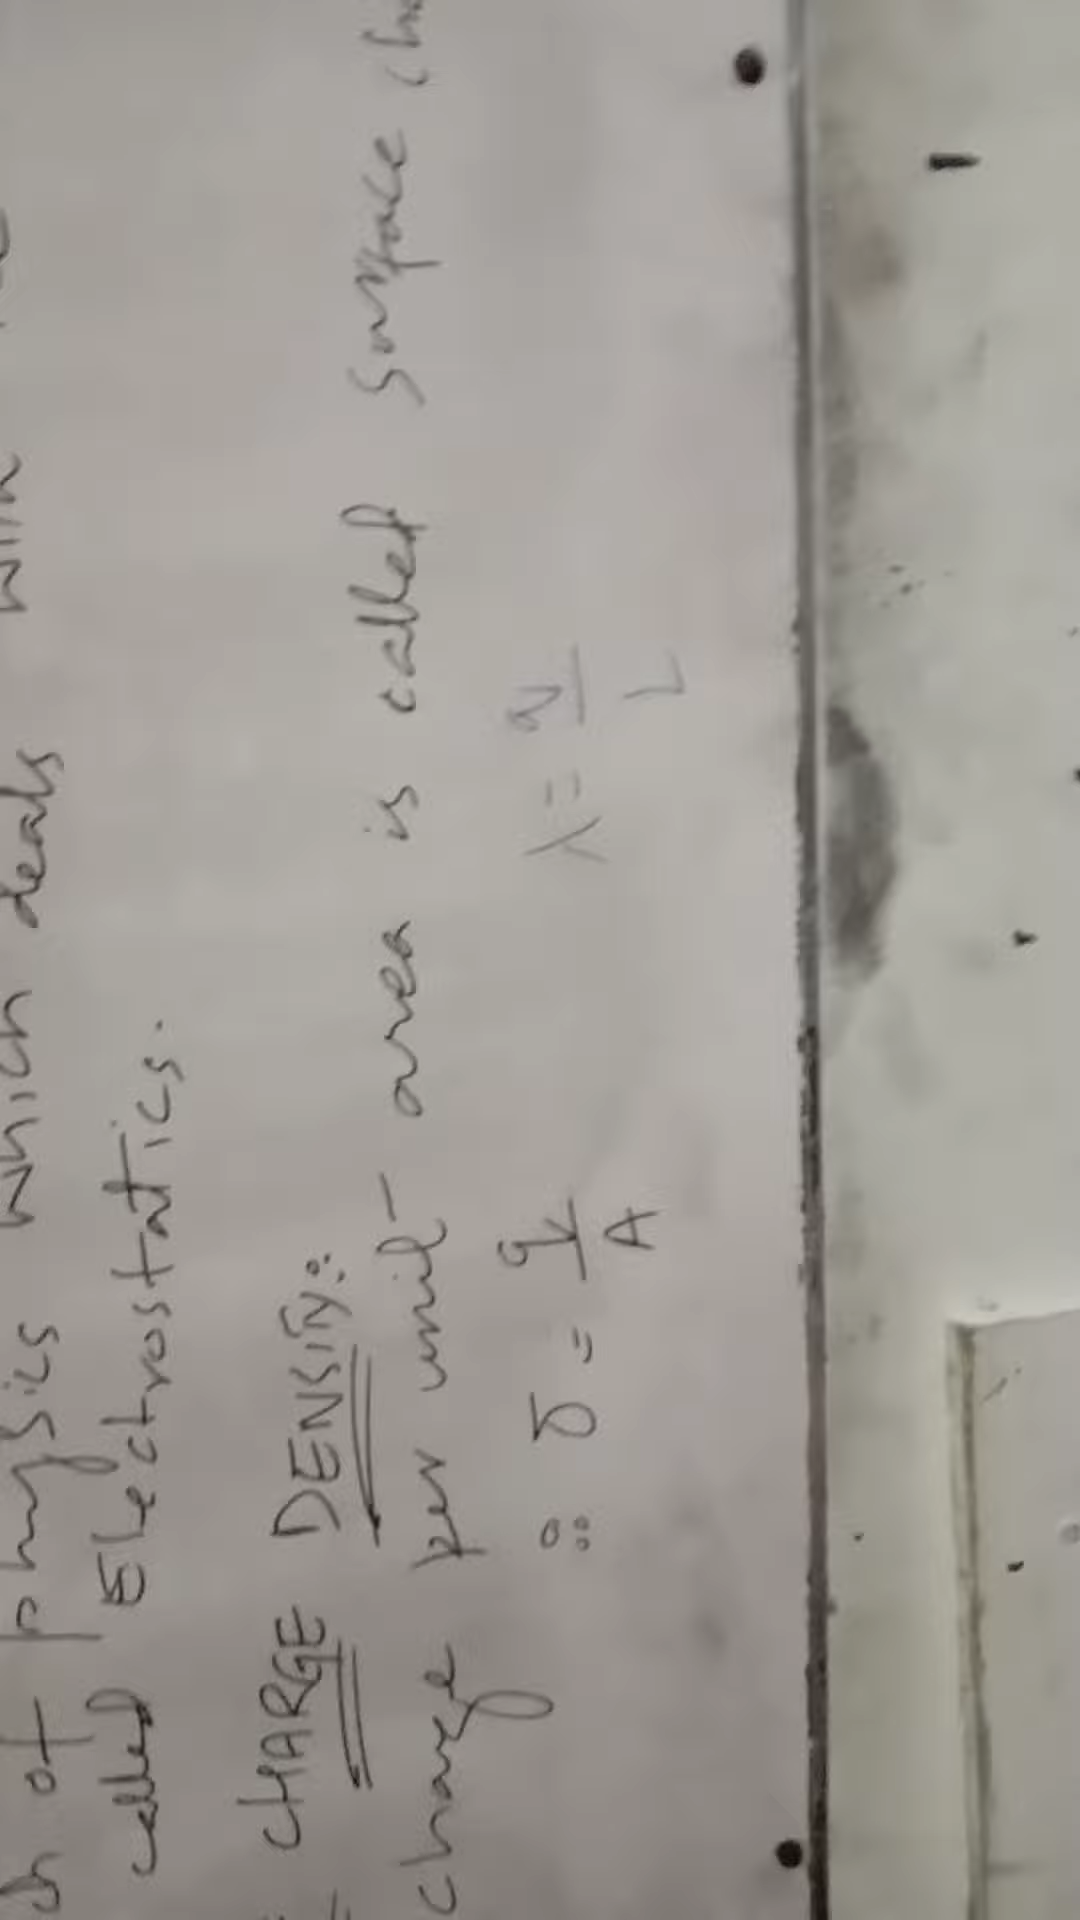 of physics which deals with
called Electrostatics.
CHARGE DENSITY:
charge per unit area is called surface
∴ σ = q/A λ = q/L